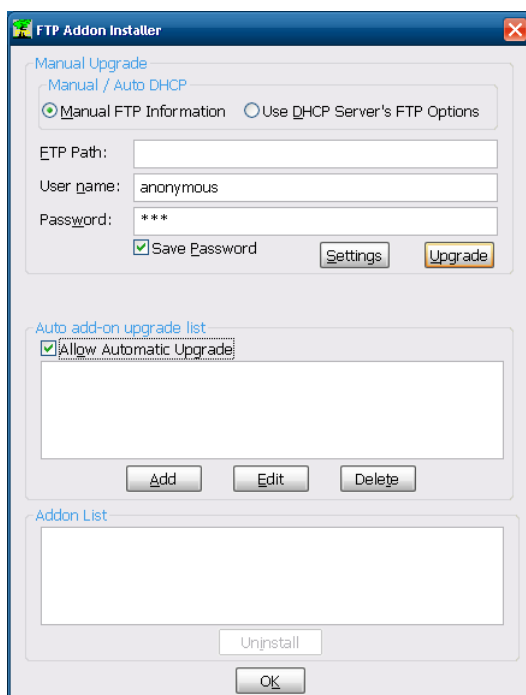 FTP Addon Installer
Manual Upgrade
Manual / Auto DHCP
Manual FTP Information Use DHCP Server's FTP Options
FTP Path:
User name: anonymous
Password: ***
Save Password Settings Upgrade
Auto add-on upgrade list
Allow Automatic Upgrade
Add Edit Delete
Addon List
Uninstall
OK